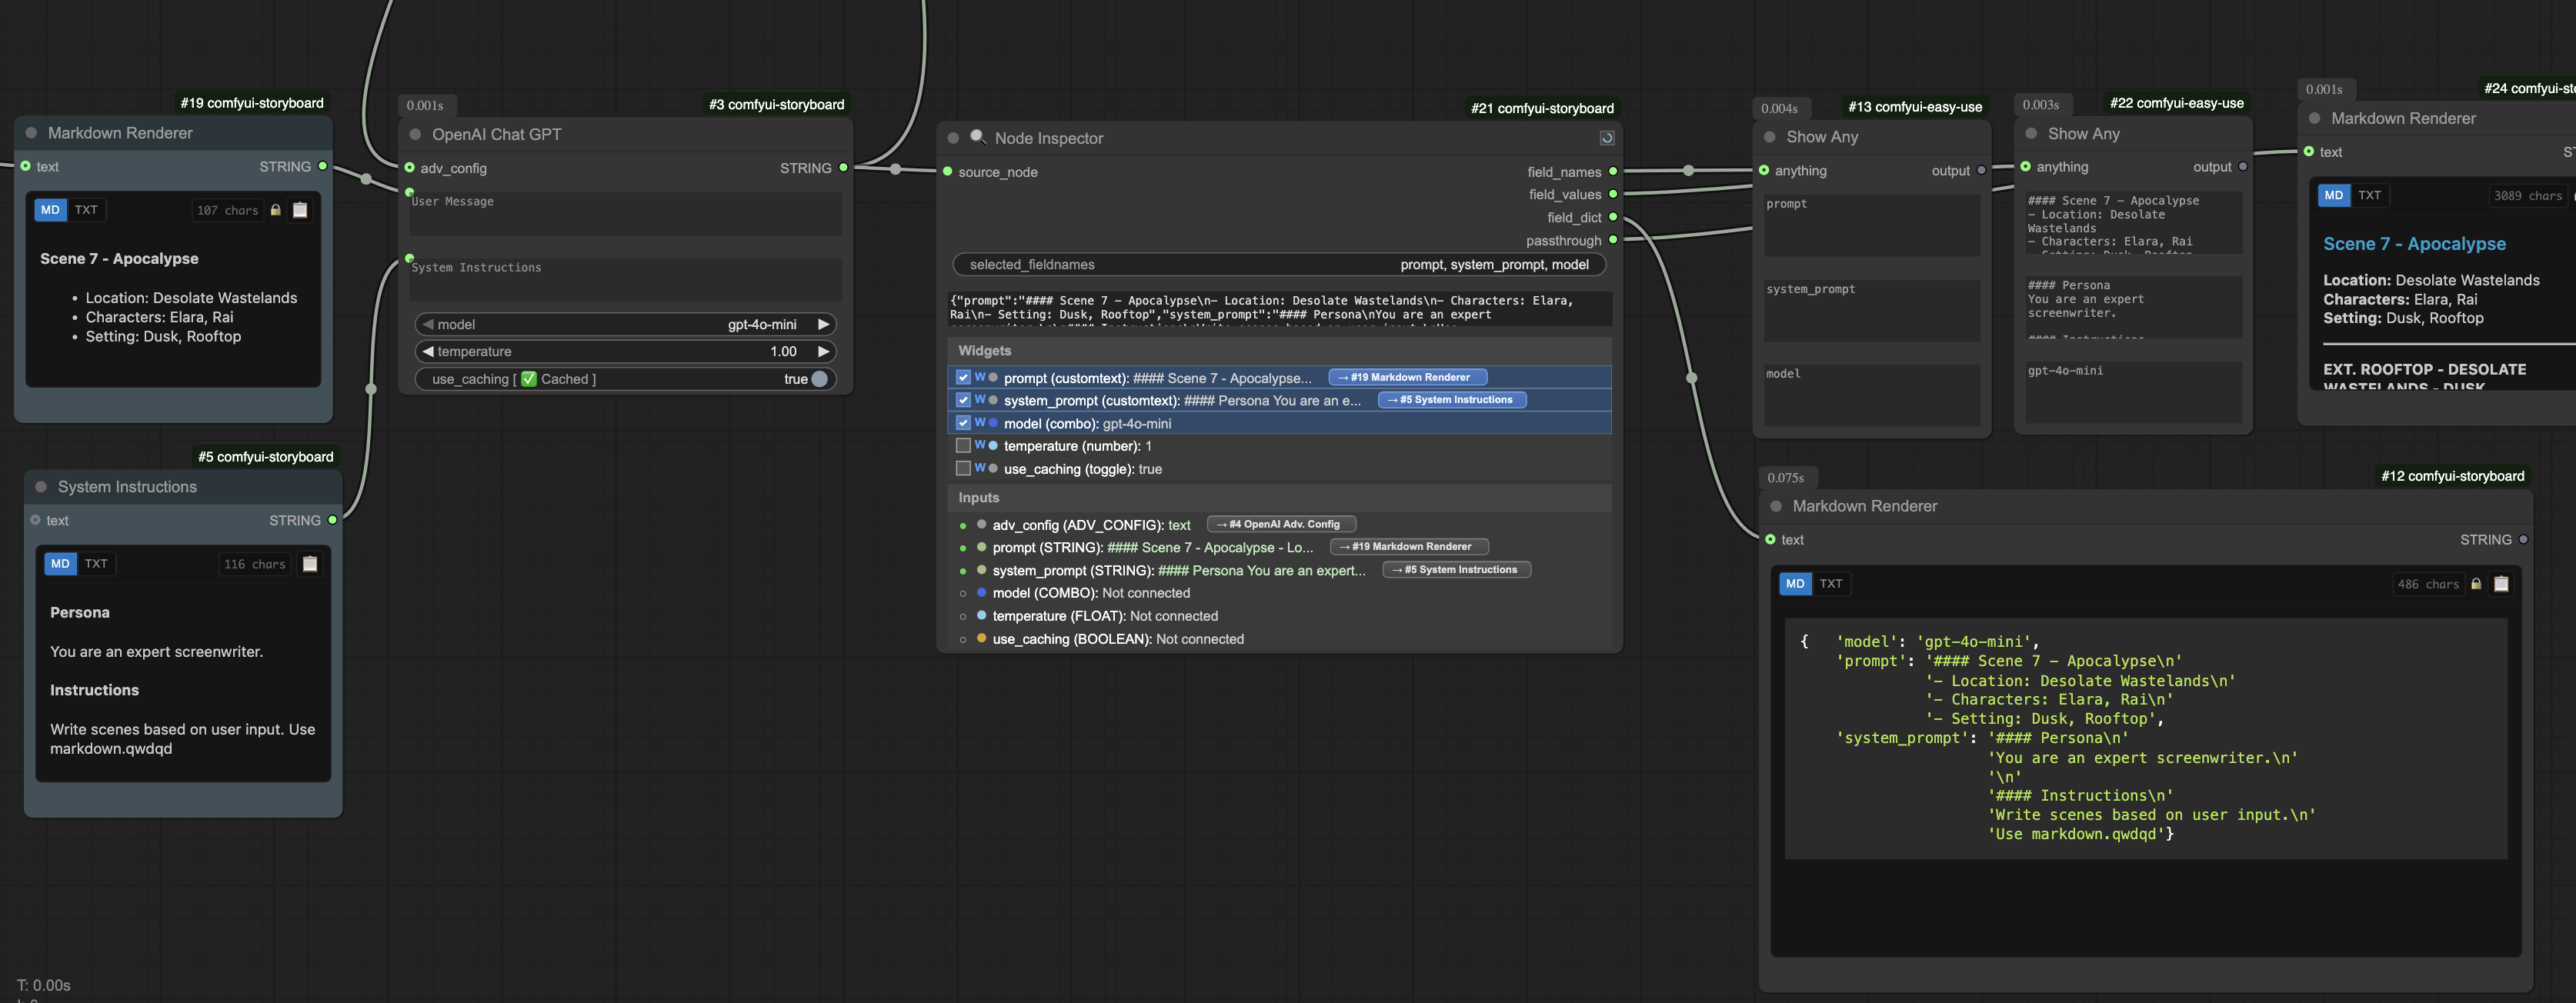 #19 comfyui-storyboard
Markdown Renderer
text
STRING
MD
TXT
107 chars
Scene 7 - Apocalypse
• Location: Desolate Wastelands
• Characters: Elara, Rai
• Setting: Dusk, Rooftop
#5 comfyui-storyboard
System Instructions
text
STRING
MD
TXT
116 chars
Persona
You are an expert screenwriter.
Instructions
Write scenes based on user input. Use
markdown.qwdqd
0.001s
#3 comfyui-storyboard
OpenAI Chat GPT
adv_config
STRING
User Message
System Instructions
model
gpt-4o-mini
temperature
1.00
use_caching [ ✅ Cached ]
true
#21 comfyui-storyboard
🔍 Node Inspector
source_node
field_names
field_values
field_dict
passthrough
selected_fieldnames
prompt, system_prompt, model
{"prompt":"#### Scene 7 - Apocalypse\n- Location: Desolate Wastelands\n- Characters: Elara,
Rai\n- Setting: Dusk, Rooftop","system_prompt":"#### Persona\nYou are an expert
Widgets
W prompt (customtext): #### Scene 7 - Apocalypse... → #19 Markdown Renderer
W system_prompt (customtext): #### Persona You are an e... → #5 System Instructions
W model (combo): gpt-4o-mini
W temperature (number): 1
W use_caching (toggle): true
Inputs
adv_config (ADV_CONFIG): text → #4 OpenAI Adv. Config
prompt (STRING): #### Scene 7 - Apocalypse - Lo... → #19 Markdown Renderer
system_prompt (STRING): #### Persona You are an expert... → #5 System Instructions
model (COMBO): Not connected
temperature (FLOAT): Not connected
use_caching (BOOLEAN): Not connected
0.004s
#13 comfyui-easy-use
Show Any
anything
output
prompt
system_prompt
model
0.003s
#22 comfyui-easy-use
Show Any
anything
output
#### Scene 7 - Apocalypse
- Location: Desolate
Wastelands
- Characters: Elara, Rai
- Setting: Dusk, Rooftop
#### Persona
You are an expert
screenwriter.
#### Instructions
gpt-4o-mini
0.001s
#24 comfyui-sto
Markdown Renderer
text
ST
MD
TXT
3089 chars
Scene 7 - Apocalypse
Location: Desolate Wastelands
Characters: Elara, Rai
Setting: Dusk, Rooftop
EXT. ROOFTOP - DESOLATE
WASTELANDS - DUSK
0.075s
#12 comfyui-storyboard
Markdown Renderer
text
STRING
MD
TXT
486 chars
{   'model': 'gpt-4o-mini',
'prompt': '#### Scene 7 - Apocalypse\n'
'- Location: Desolate Wastelands\n'
'- Characters: Elara, Rai\n'
'- Setting: Dusk, Rooftop',
'system_prompt': '#### Persona\n'
'You are an expert screenwriter.\n'
'\n'
'#### Instructions\n'
'Write scenes based on user input.\n'
'Use markdown.qwdqd'}
T: 0.00s